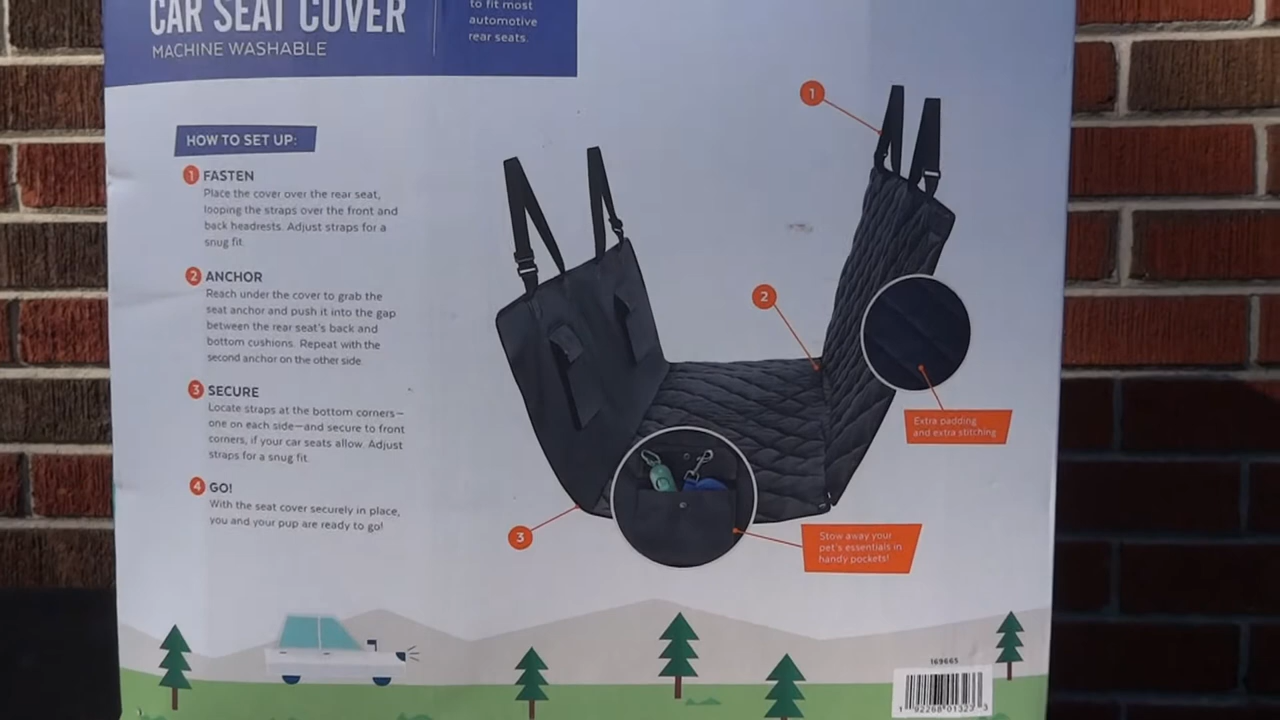 CAR SEAT COVER
MACHINE WASHABLE
to fit most
automotive
rear seats.
HOW TO SET UP:
1 FASTEN
Place the cover over the rear seat,
looping the straps over the front and
back headrests. Adjust straps for a
snug fit.
2 ANCHOR
Reach under the cover to grab the
seat anchor and push it into the gap
between the rear seat's back and
bottom cushions. Repeat with the
second anchor on the other side.
3 SECURE
Locate straps at the bottom corners—
one on each side—and secure to front
corners, if your car seats allow. Adjust
straps for a snug fit.
4 GO!
With the seat cover securely in place,
you and your pup are ready to go!
1
2
3
Extra padding
and extra stitching
Stow away your
pet's essentials in
handy pockets!
169665
1 92268 01323 3